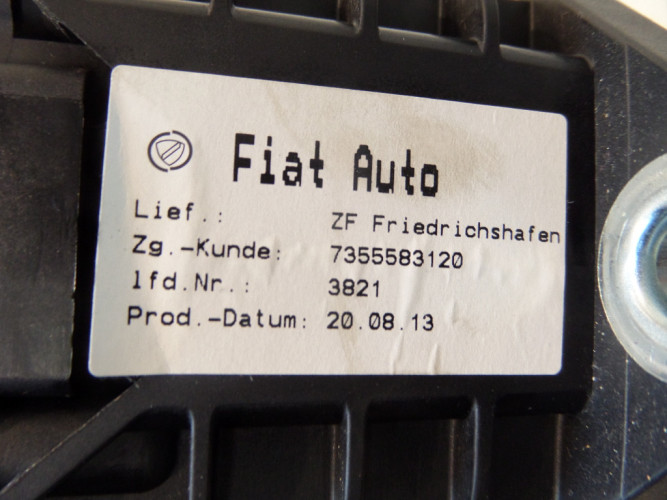 Fiat Auto
Lief.: ZF Friedrichshafen
Zg.-Kunde: 7355583120
lfd.Nr.: 3821
Prod.-Datum: 20.08.13